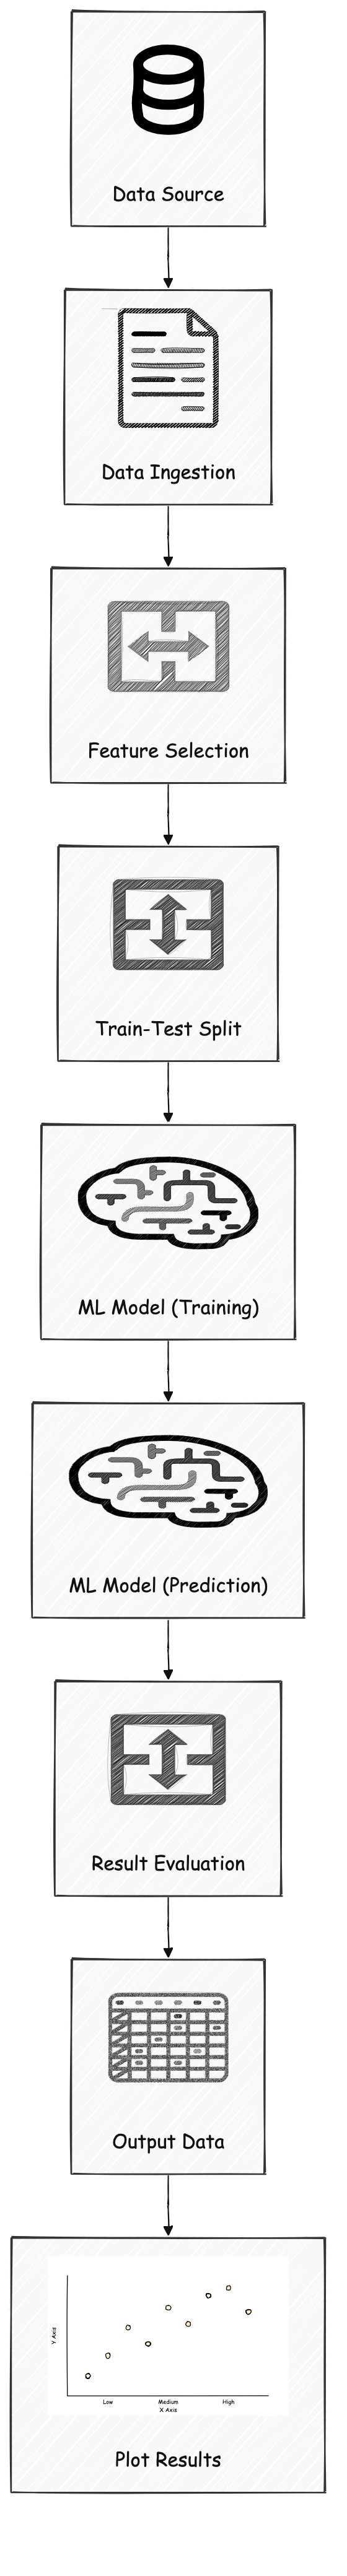 Data Source
Data Ingestion
Feature Selection
Train-Test Split
ML Model (Training)
ML Model (Prediction)
Result Evaluation
Output Data
Y Axis
Low Medium High
X Axis
Plot Results